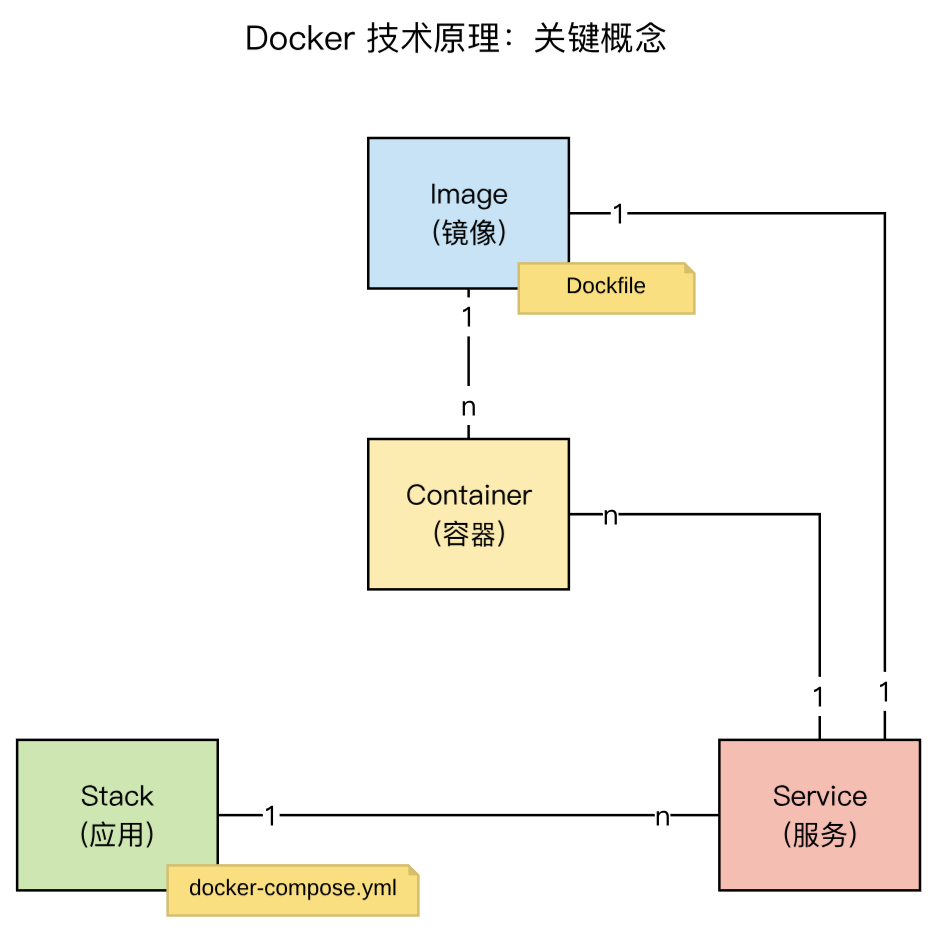 Docker 技术原理：关键概念
Image
（镜像）
1
Dockfile
1
n
Container
（容器）
n
1
1
Stack
（应用）
1
n
Service
（服务）
docker-compose.yml